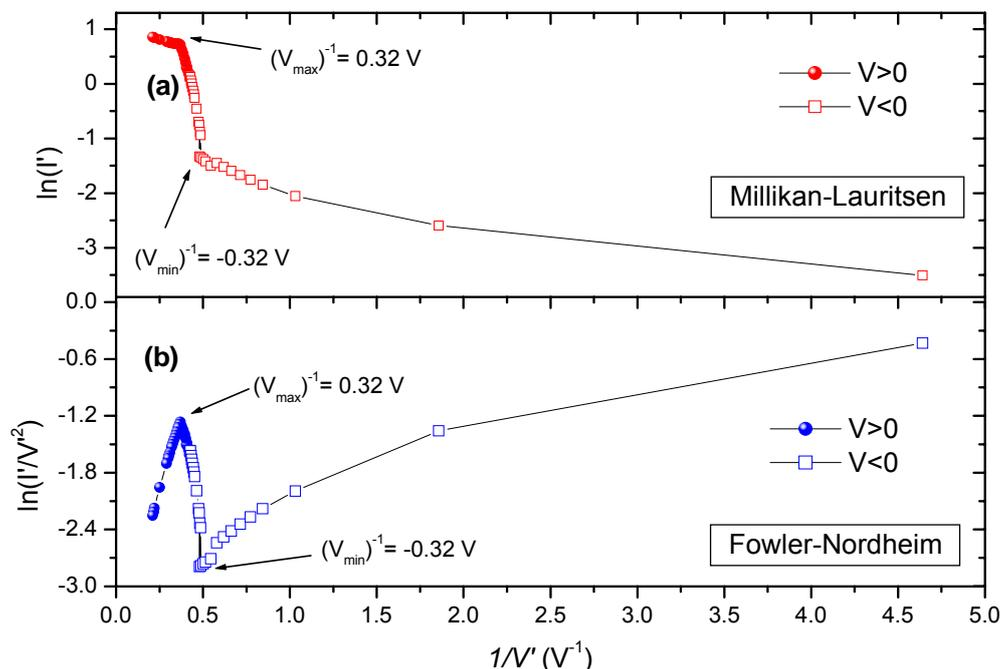 1
0
-1
-2
-3
ln(I')
(a)
(V_max)^-1= 0.32 V
(V_min)^-1= -0.32 V
V>0
V<0
Millikan-Lauritsen
0.0
-0.6
-1.2
-1.8
-2.4
-3.0
ln(I'/V'^2)
(b)
(V_max)^-1= 0.32 V
(V_min)^-1= -0.32 V
V>0
V<0
Fowler-Nordheim
0.0 0.5 1.0 1.5 2.0 2.5 3.0 3.5 4.0 4.5 5.0
1/V' (V^-1)